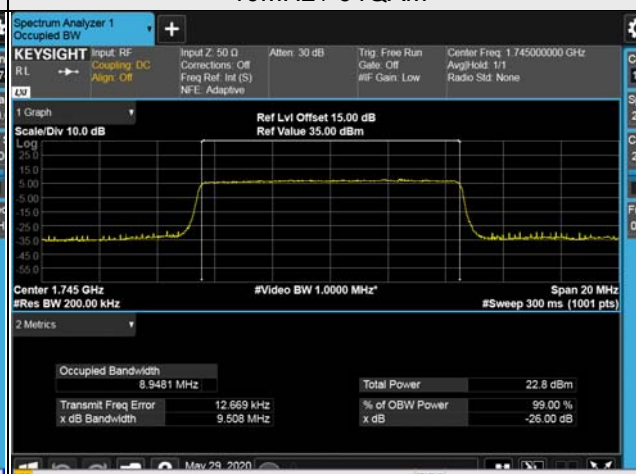 Spectrum Analyzer 1
Occupied BW
KEYSIGHT Input: RF Input Z: 50 Ω Atten: 30 dB Trig: Free Run Center Freq: 1.745000000 GHz
RL Coupling: DC Corrections: Off Gate: Off Avg|Hold: 1/1
Align: Off Freq Ref: Int (S) #IF Gain: Low Radio Std: None
NFE: Adaptive
LXI
1 Graph Ref Lvl Offset 15.00 dB
Scale/Div 10.0 dB Ref Value 35.00 dBm
Log
25.0
15.0
5.00
-5.00
-15.0
-25.0
-35.0
-45.0
-55.0
Center 1.745 GHz #Video BW 1.0000 MHz* Span 20 MHz
#Res BW 200.00 kHz #Sweep 300 ms (1001 pts)
2 Metrics
Occupied Bandwidth
8.9481 MHz Total Power 22.8 dBm
Transmit Freq Error 12.669 kHz % of OBW Power 99.00 %
x dB Bandwidth 9.508 MHz x dB -26.00 dB
May 29, 2020